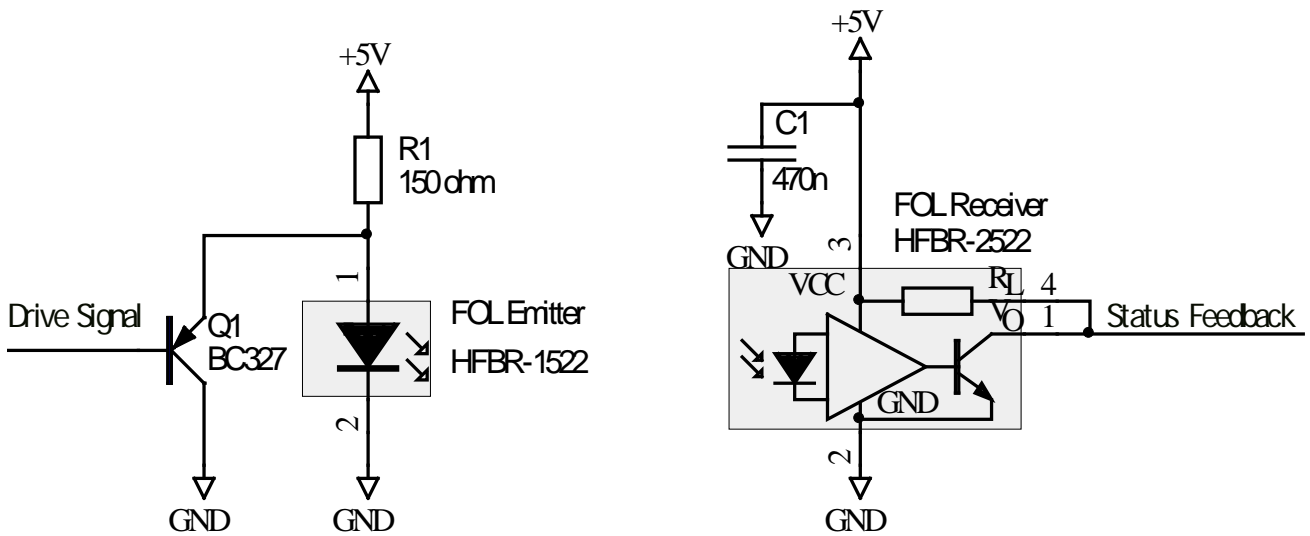 +5V
R1
150 ohm
1
Drive Signal
Q1
BC327
FOL Emitter
HFBR-1522
2
GND
GND
+5V
C1
470n
GND
FOL Receiver
HFBR-2522
3
VCC
RL
4
VO
1
Status Feedback
GND
2
GND